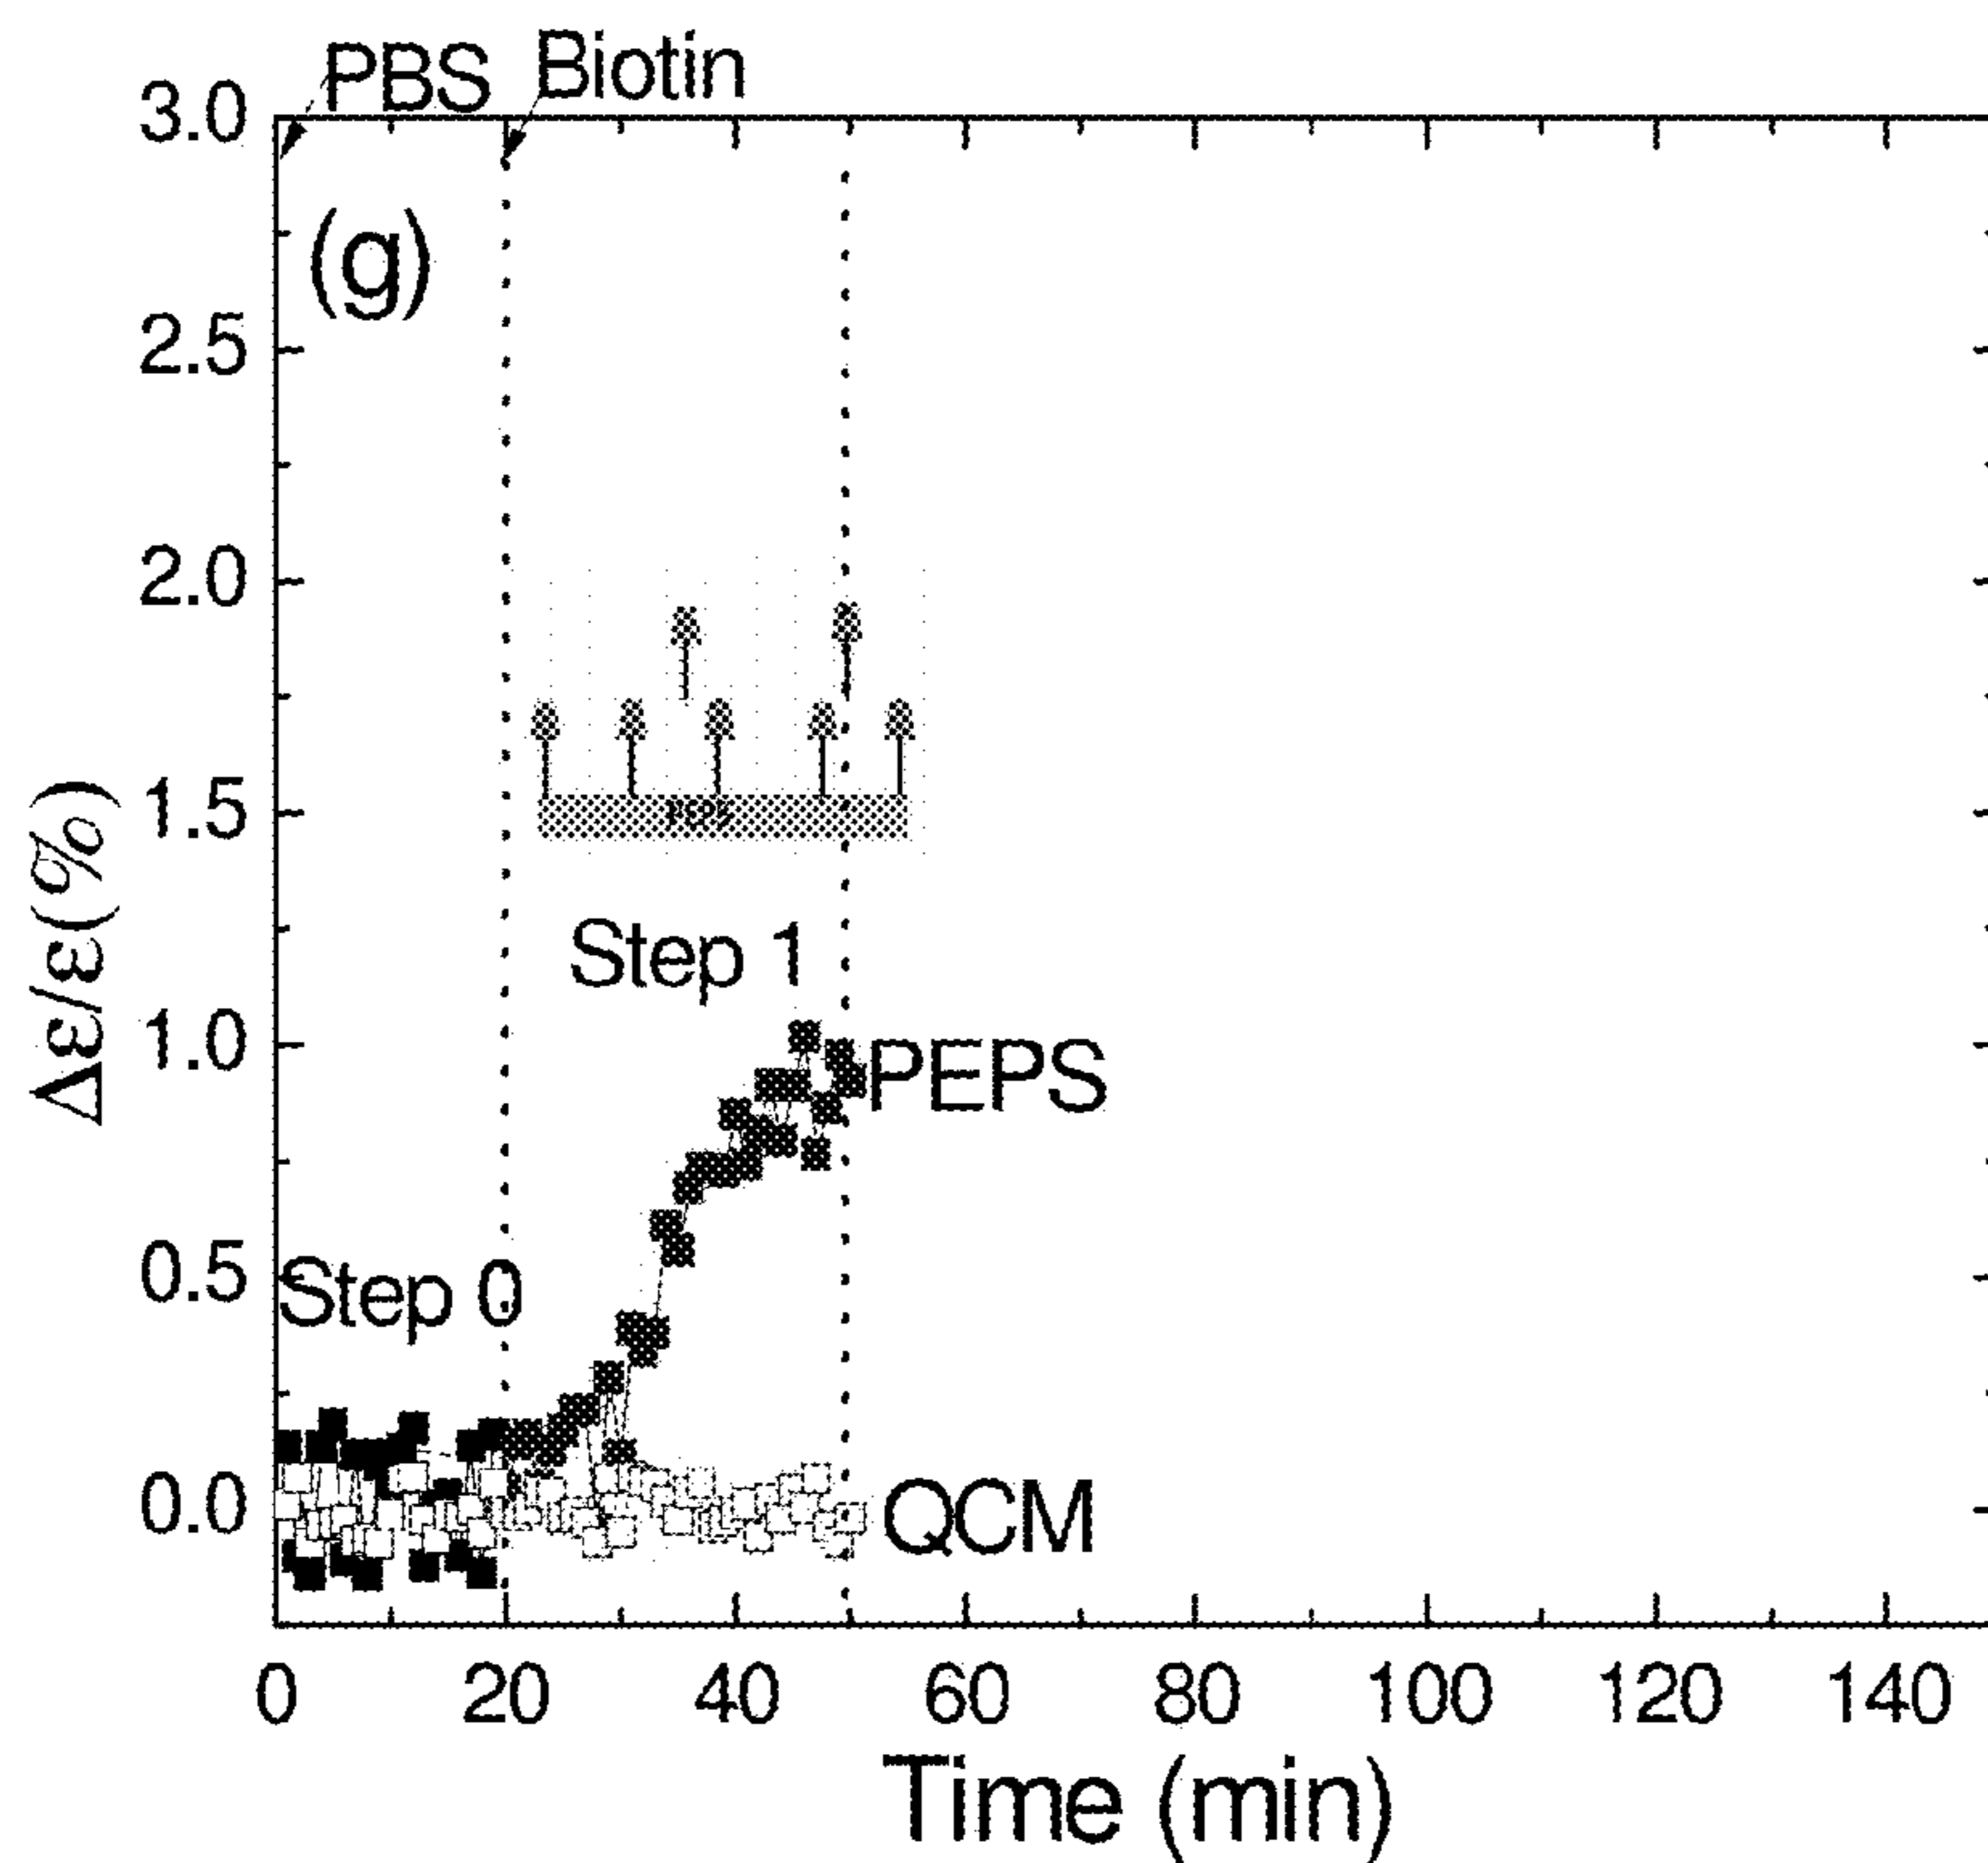 PBS Biotin
3.0
(g)
2.5
2.0
1.5
Step 1
1.0
PEPS
0.5
Step 0
0.0
QCM
Δε/ε(%)
0 20 40 60 80 100 120 140
Time (min)